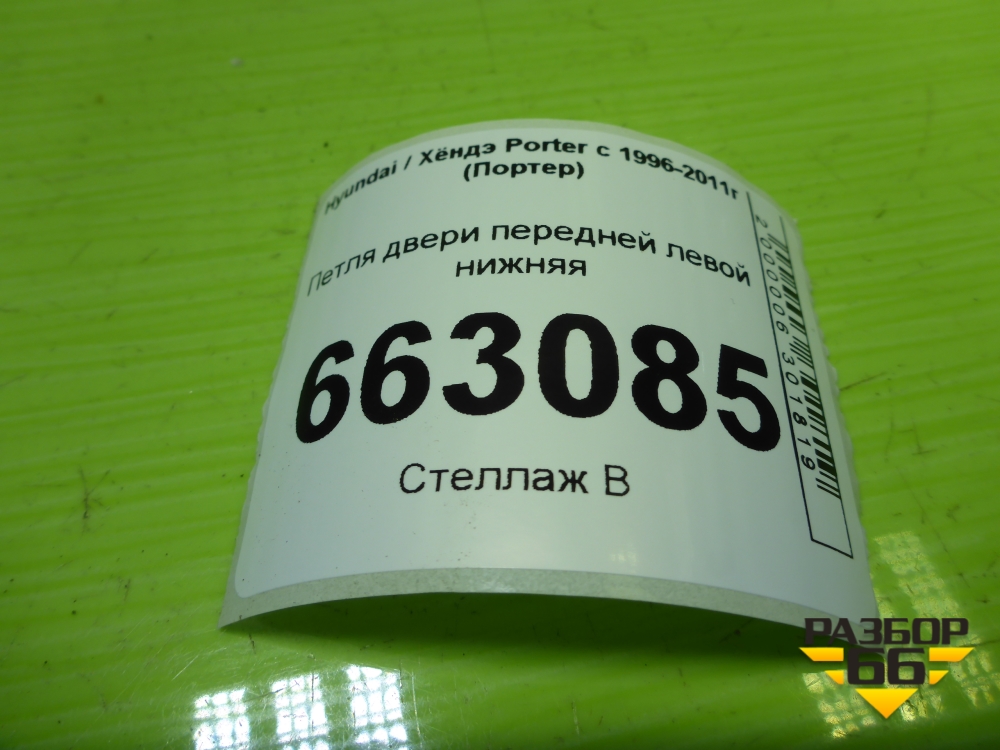 Hyundai / Хёндэ Porter с 1996-2011г
(Портер)
Петля двери передней левой
нижняя
663085
Стеллаж В
2000006301819
РАЗБОР
66